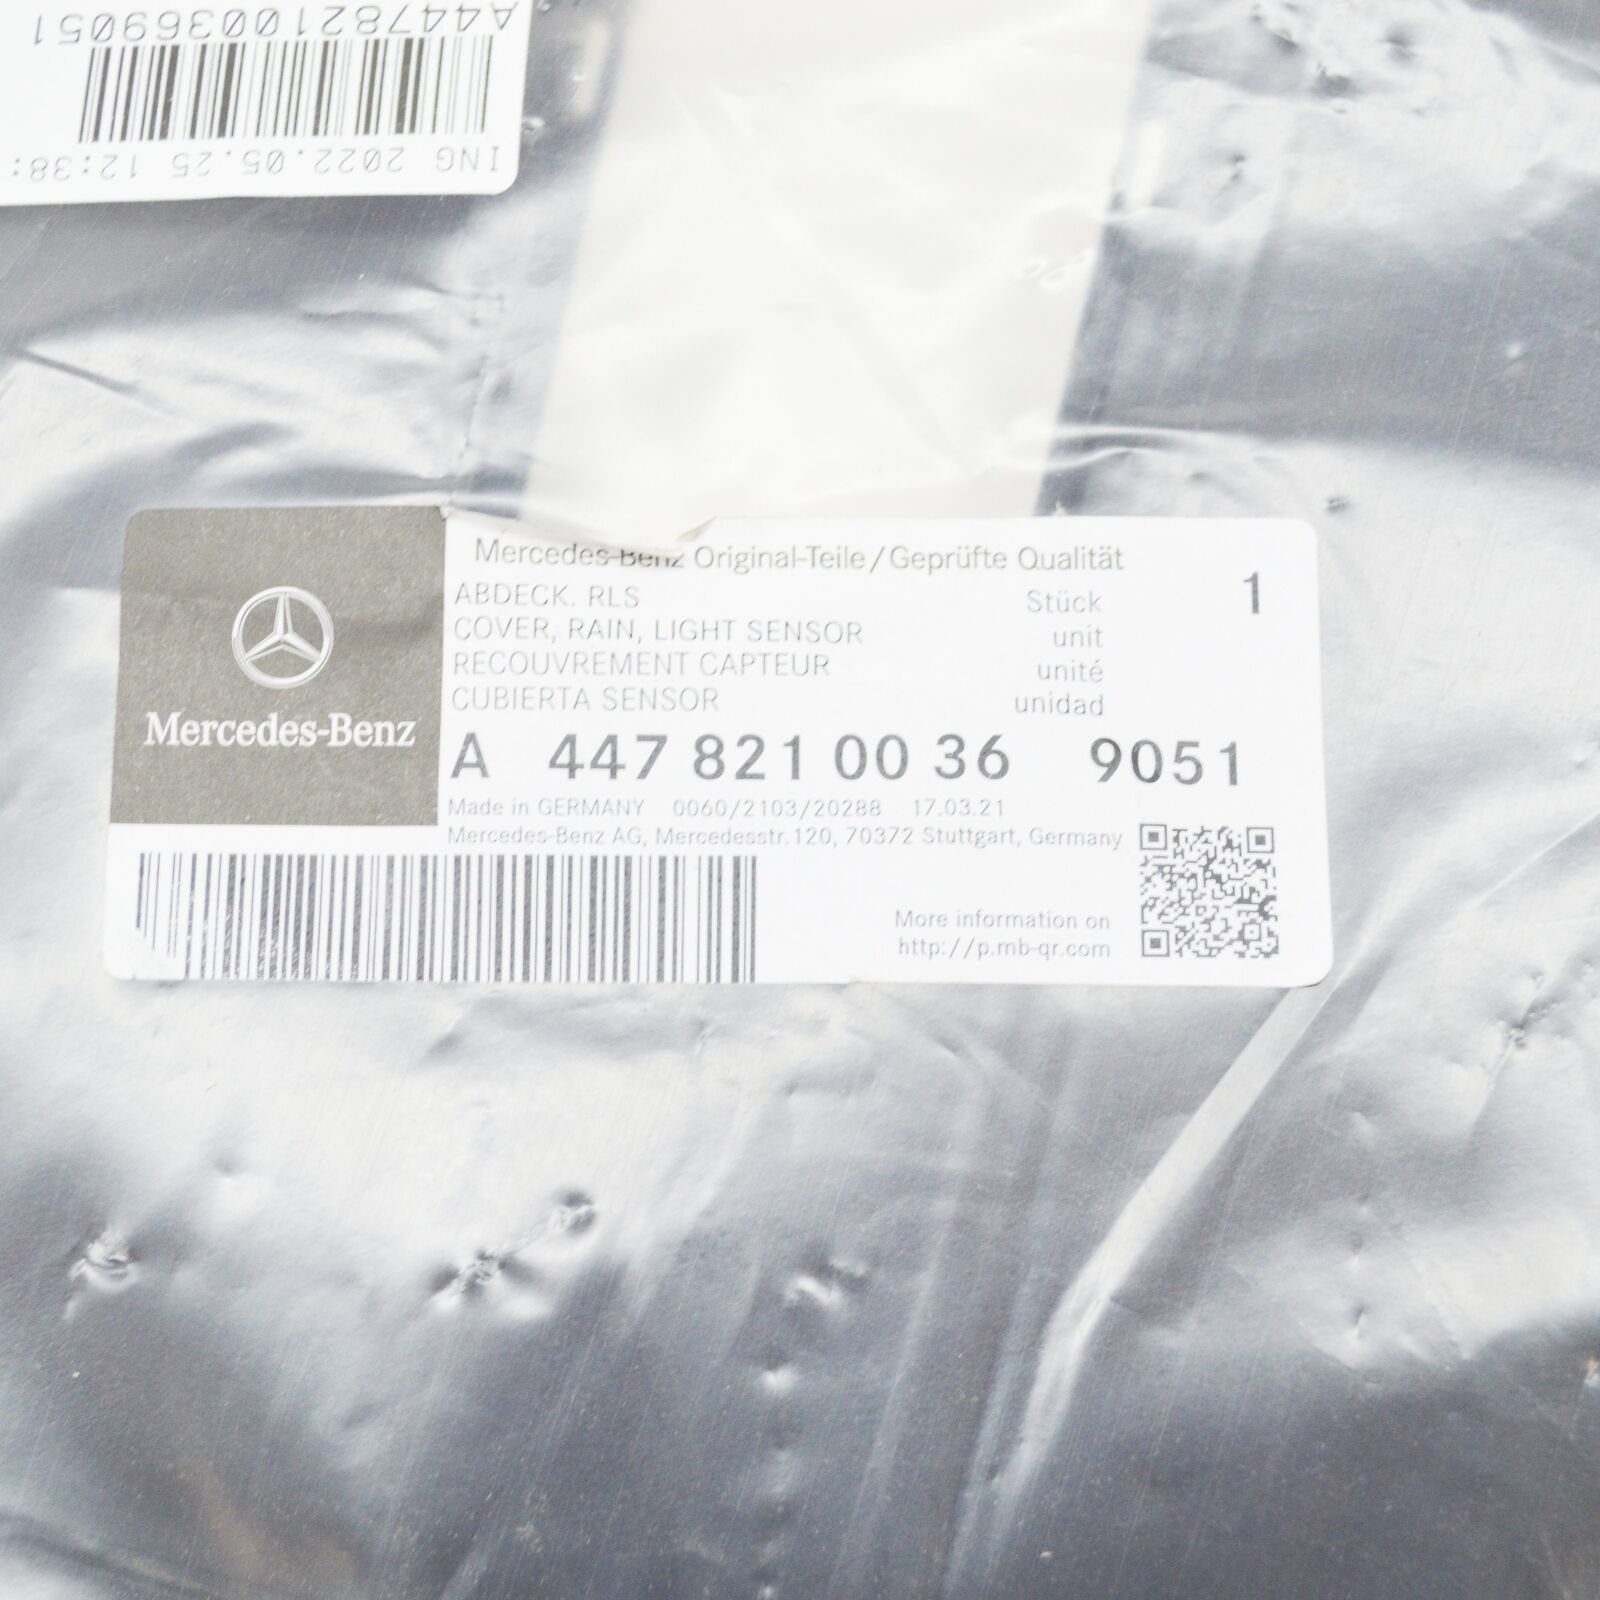 A4478210036905​1
ING 2022.05.25 12:38:
Mercedes-Benz Original-Teile/Geprüfte Qualität
ABDECK. RLS Stück 1
COVER, RAIN, LIGHT SENSOR unit
RECOUVREMENT CAPTEUR unité
CUBIERTA SENSOR unidad
Mercedes-Benz
A 447 821 00 36 9051
Made in GERMANY 0060/2103/20288 17.03.21
Mercedes-Benz AG, Mercedesstr.120, 70372 Stuttgart, Germany
More information on
http://p.mb-qr.com